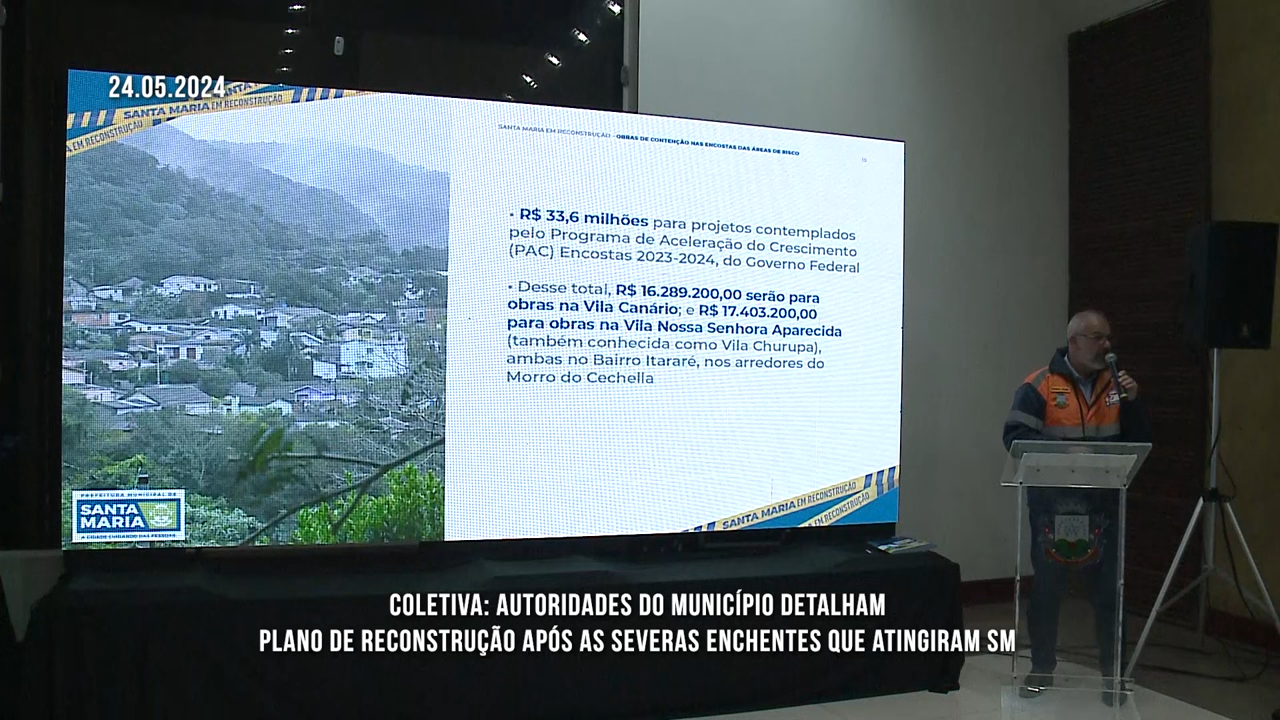 24.05.2024
SANTA MARIA EM RECONSTRUÇÃO
SANTA MARIA EM RECONSTRUÇÃO - OBRAS DE CONTENÇÃO NAS ENCOSTAS DAS ÁREAS DE RISCO
• R$ 33,6 milhões para projetos contemplados
pelo Programa de Aceleração do Crescimento
(PAC) Encostas 2023-2024, do Governo Federal
• Desse total, R$ 16.289.200,00 serão para
obras na Vila Canário; e R$ 17.403.200,00
para obras na Vila Nossa Senhora Aparecida
(também conhecida como Vila Churupa),
ambas no Bairro Itararé, nos arredores do
Morro do Cechella
PREFEITURA MUNICIPAL DE
SANTA
MARIA
A CIDADE CUIDANDO DAS PESSOAS
SANTA MARIA EM RECONSTRUÇÃO
COLETIVA: AUTORIDADES DO MUNICÍPIO DETALHAM
PLANO DE RECONSTRUÇÃO APÓS AS SEVERAS ENCHENTES QUE ATINGIRAM SM